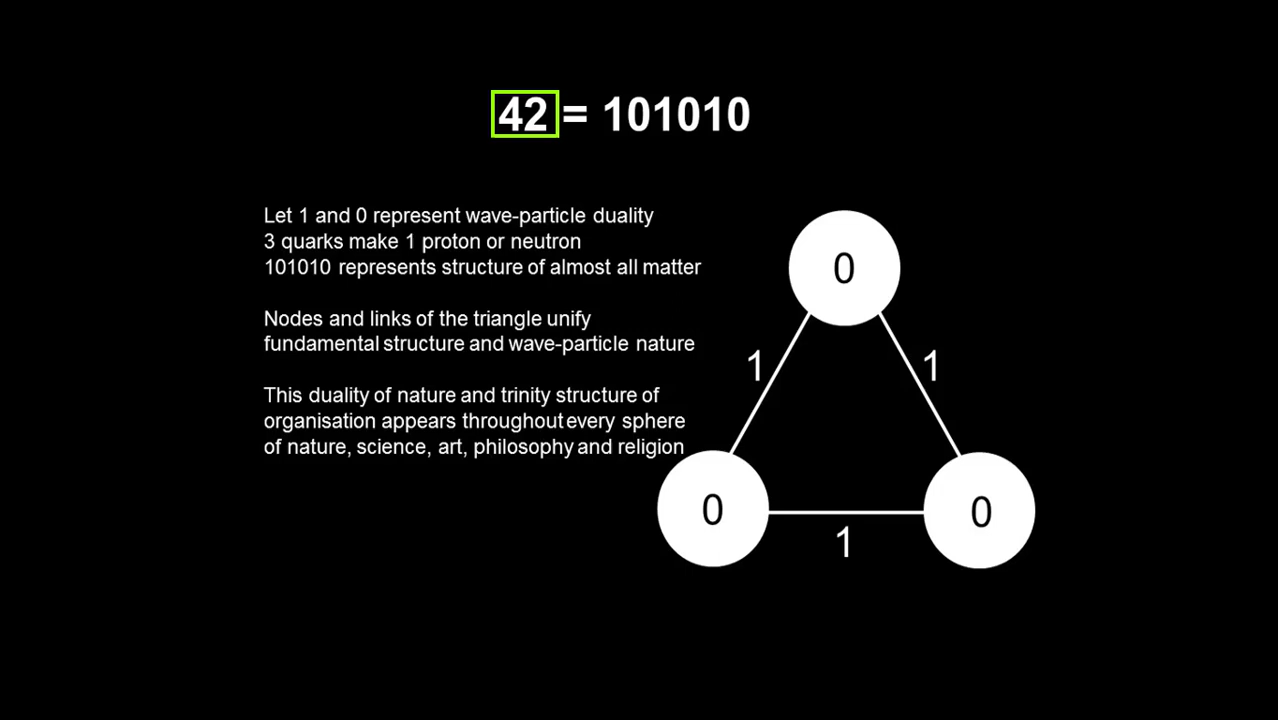 42 = 101010
Let 1 and 0 represent wave-particle duality
3 quarks make 1 proton or neutron
101010 represents structure of almost all matter
Nodes and links of the triangle unify
fundamental structure and wave-particle nature
This duality of nature and trinity structure of
organisation appears throughout every sphere
of nature, science, art, philosophy and religion
0
1
1
0
0
1